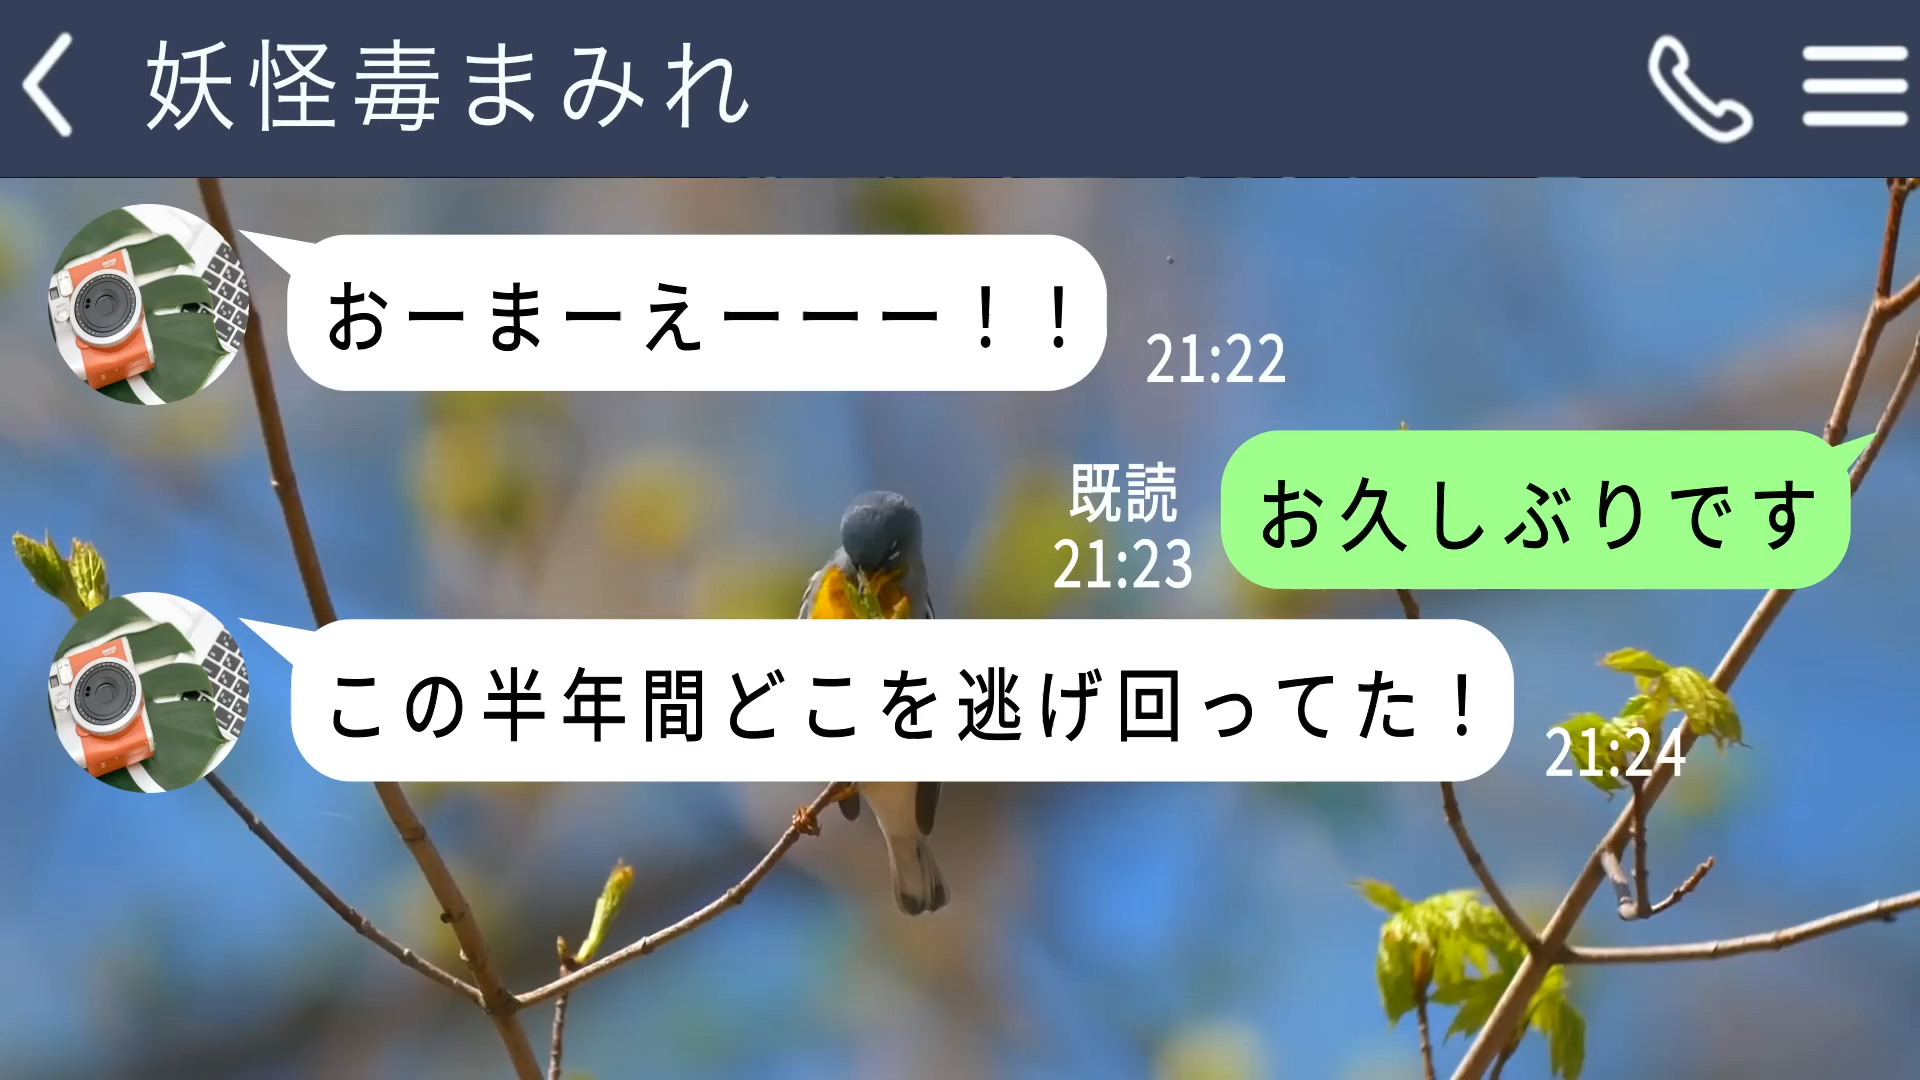 妖怪毒まみれ
おーまーえーーー！！
21:22
お久しぶりです
既読
21:23
この半年間どこを逃げ回ってた！
21:24